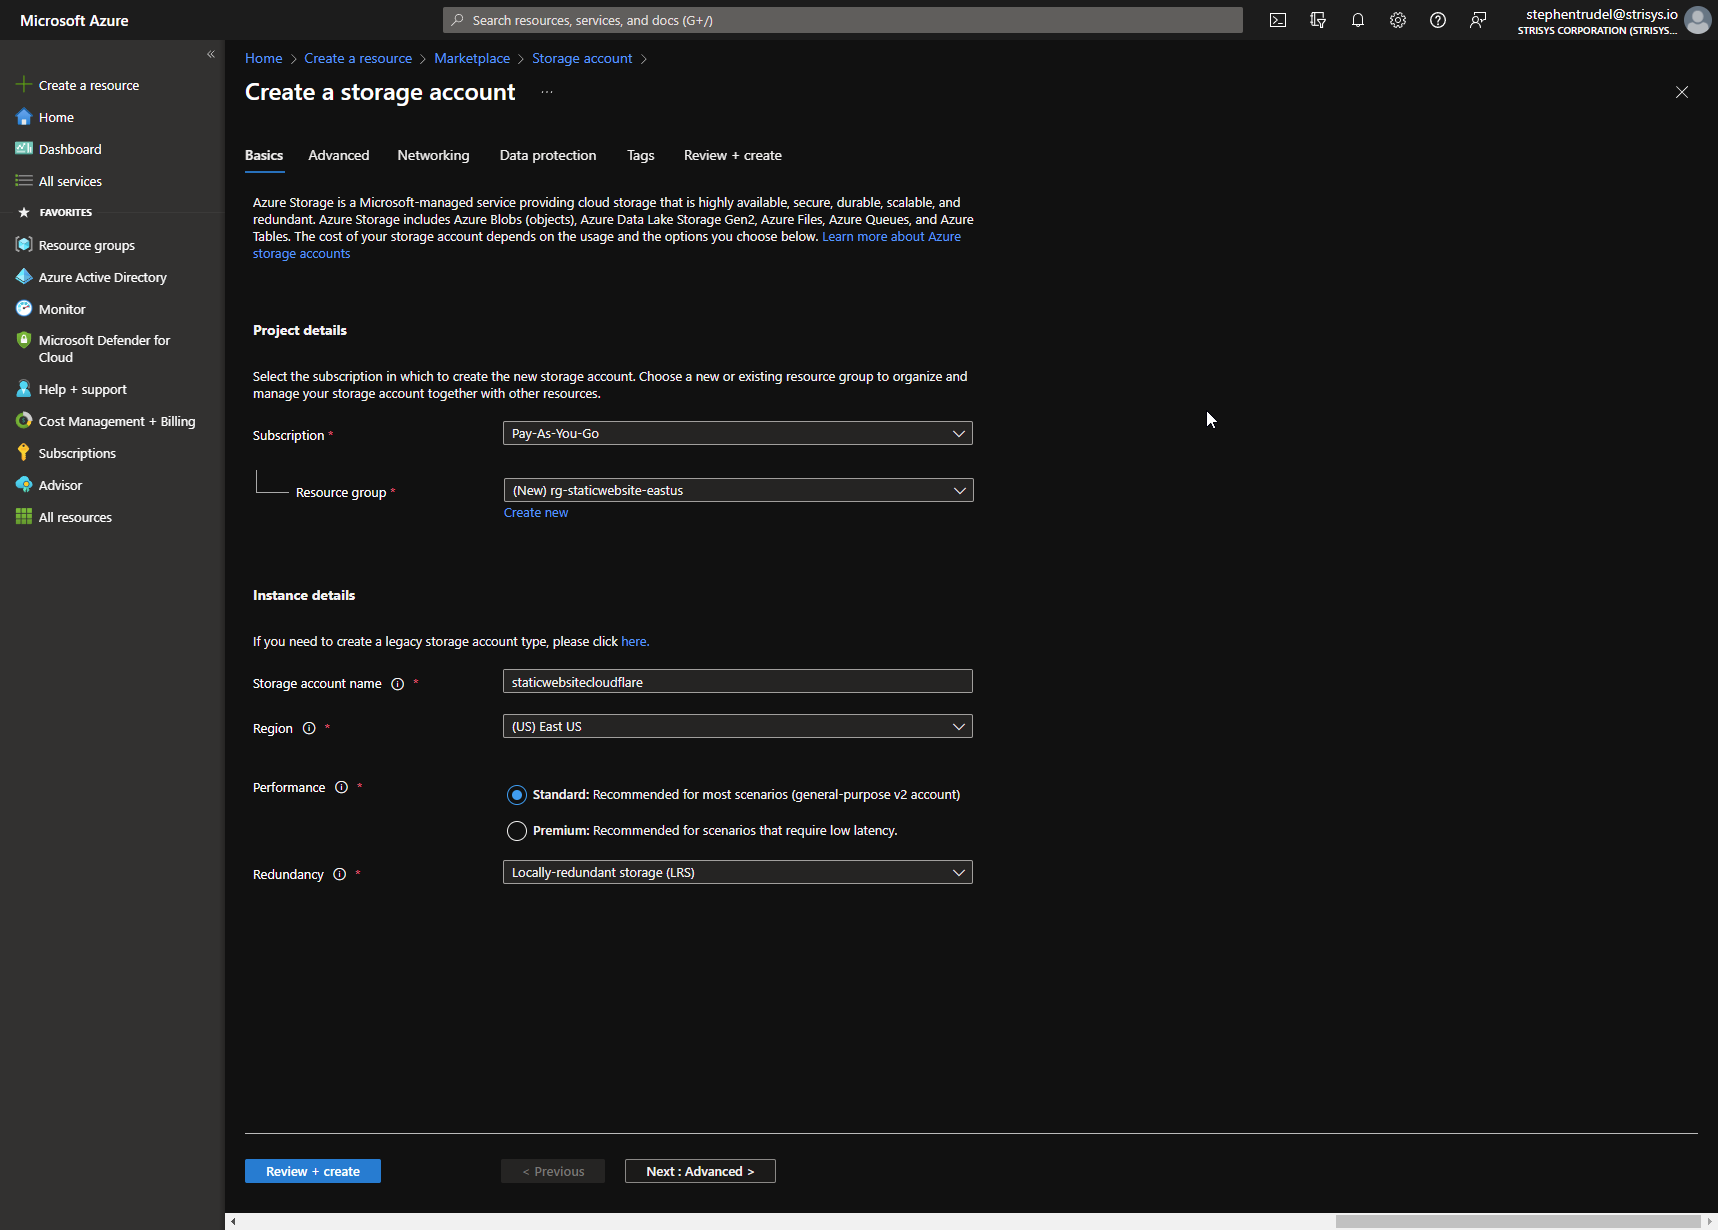 Microsoft Azure
Search resources, services, and docs (G+/)
stephentrudel@strisys.io
STRISYS CORPORATION (STRISYS...
«
Create a resource
Home
Dashboard
All services
FAVORITES
Resource groups
Azure Active Directory
Monitor
Microsoft Defender for
Cloud
Help + support
Cost Management + Billing
Subscriptions
Advisor
All resources
Home > Create a resource > Marketplace > Storage account >
Create a storage account ...
Basics Advanced Networking Data protection Tags Review + create
Azure Storage is a Microsoft-managed service providing cloud storage that is highly available, secure, durable, scalable, and
redundant. Azure Storage includes Azure Blobs (objects), Azure Data Lake Storage Gen2, Azure Files, Azure Queues, and Azure
Tables. The cost of your storage account depends on the usage and the options you choose below. Learn more about Azure
storage accounts
Project details
Select the subscription in which to create the new storage account. Choose a new or existing resource group to organize and
manage your storage account together with other resources.
Subscription * Pay-As-You-Go
Resource group * (New) rg-staticwebsite-eastus
Create new
Instance details
If you need to create a legacy storage account type, please click here.
Storage account name * staticwebsitecloudflare
Region * (US) East US
Performance *
Standard: Recommended for most scenarios (general-purpose v2 account)
Premium: Recommended for scenarios that require low latency.
Redundancy * Locally-redundant storage (LRS)
Review + create < Previous Next : Advanced >